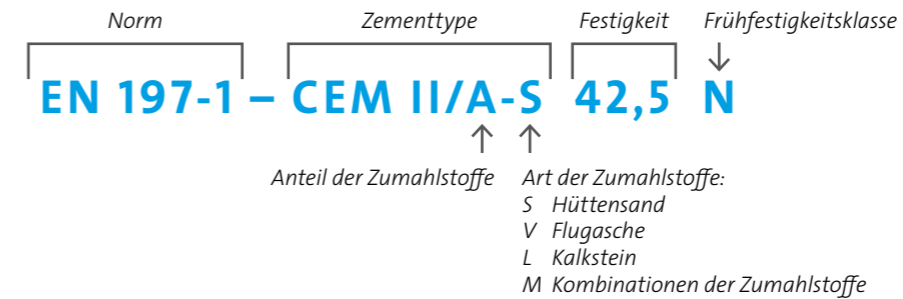 Norm Zementtype Festigkeit Frühfestigkeitsklasse
EN 197-1 – CEM II/A-S 42,5 N
Anteil der Zumahlstoffe Art der Zumahlstoffe:
S Hüttensand
V Flugasche
L Kalkstein
M Kombinationen der Zumahlstoffe